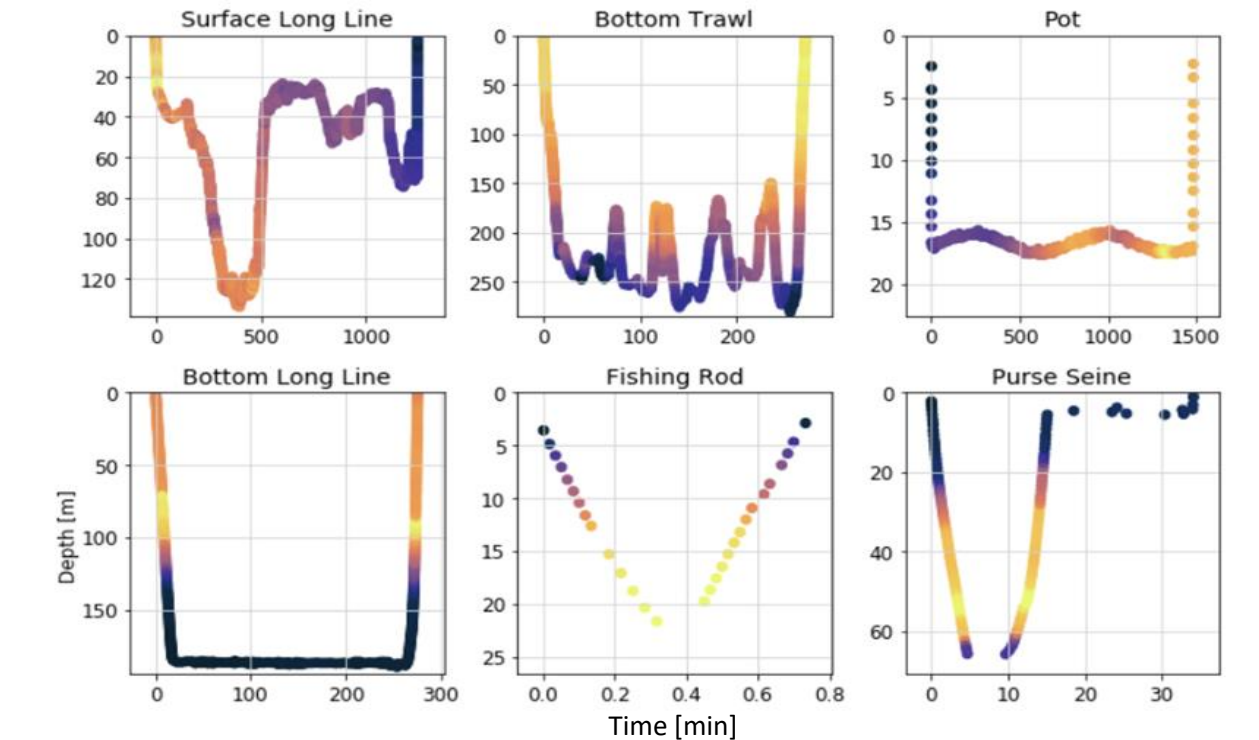 Surface Long Line
0
20
40
60
80
100
120
0 500 1000
Bottom Trawl
0
50
100
150
200
250
0 100 200
Pot
0
5
10
15
20
0 500 1000 1500
Bottom Long Line
0
50
100
150
0 100 200 300
Depth [m]
Fishing Rod
0
5
10
15
20
25
0.0 0.2 0.4 0.6 0.8
Time [min]
Purse Seine
0
20
40
60
0 10 20 30